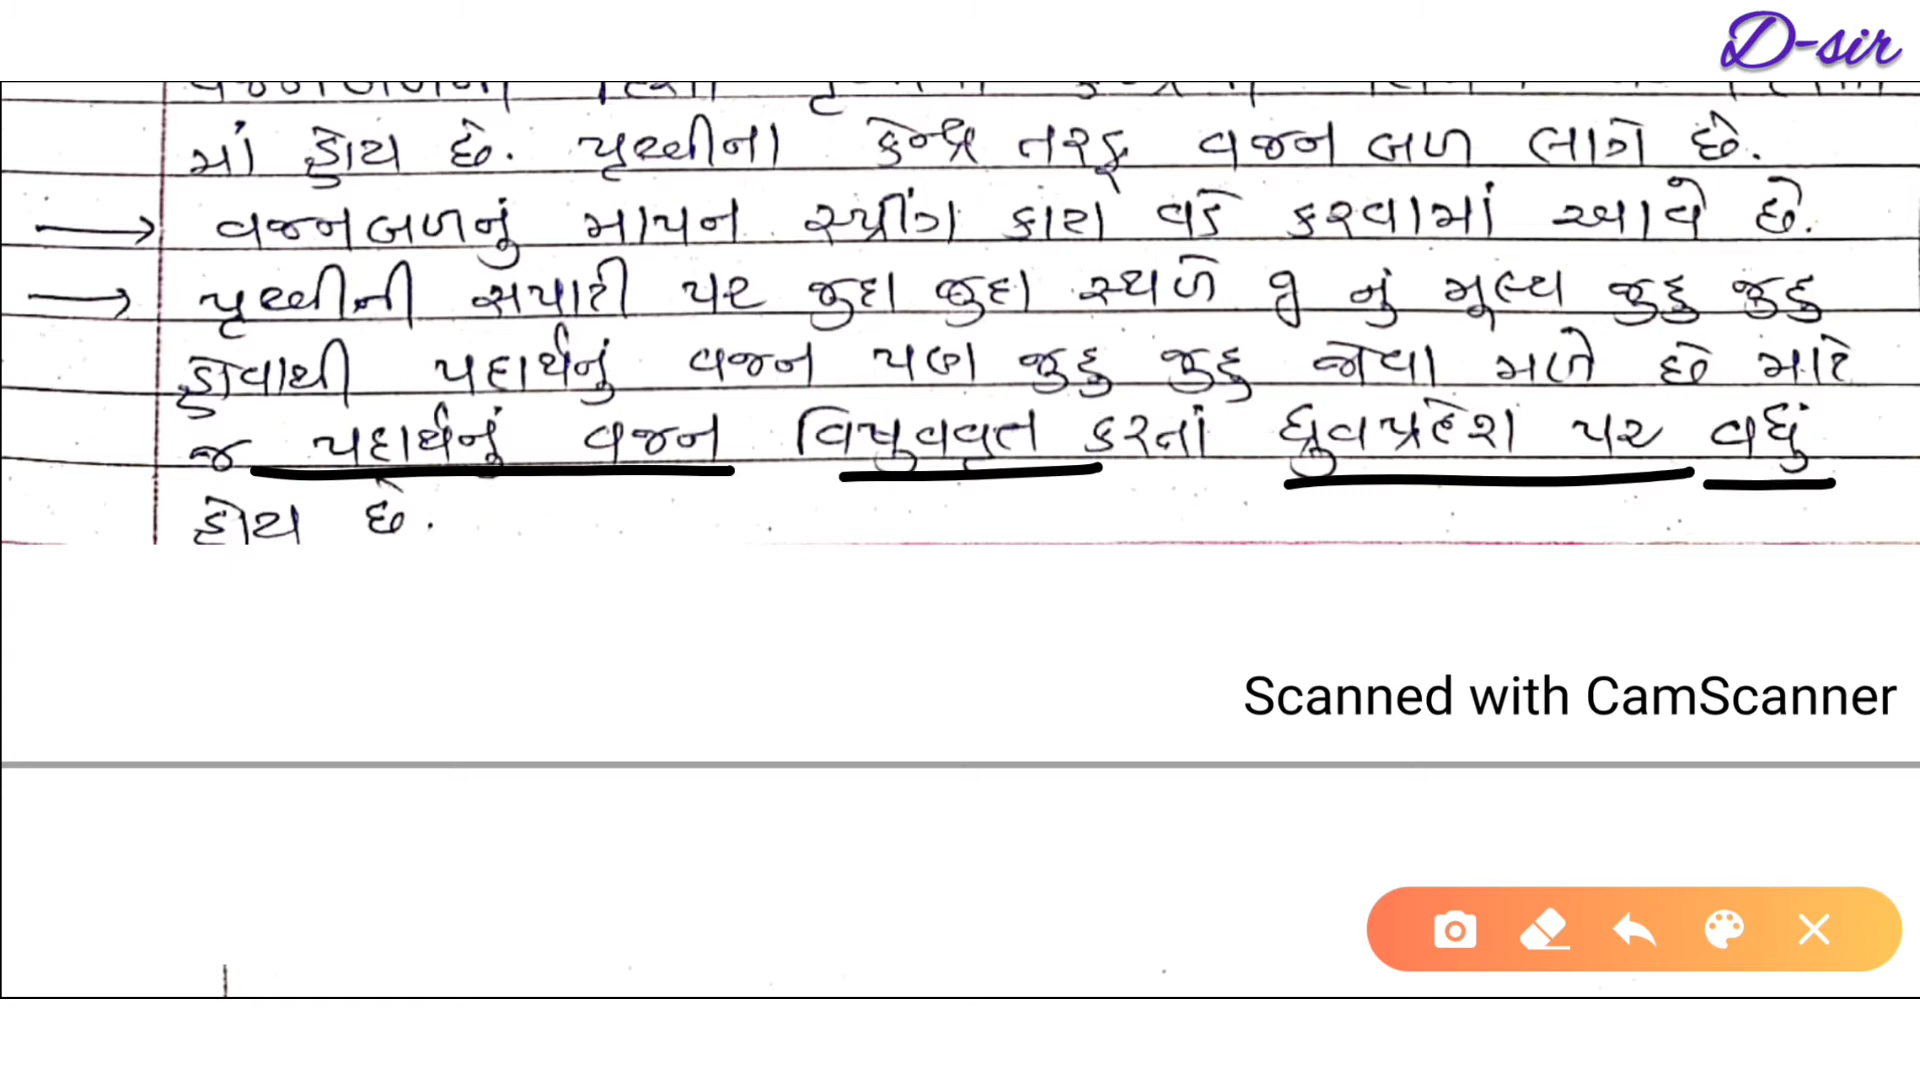 D-sir
માં હોય છે. પૃથ્વીના કેન્દ્ર તરફ વજન બળ લાગે છે.
→ વજનબળનું માપન સ્પ્રીંગ કાંટા વડે કરવામાં આવે છે.
→ પૃથ્વીની સપાટી પર જુદા જુદા સ્થળે g નું મૂલ્ય જુદુ જુદુ
હોવાથી પદાર્થનું વજન પણ જુદુ જુદુ જોવા મળે છે માટે
જ પદાર્થનું વજન વિષુવવૃત કરતાં ધ્રુવપ્રદેશ પર વધું
હોય છે.
Scanned with CamScanner